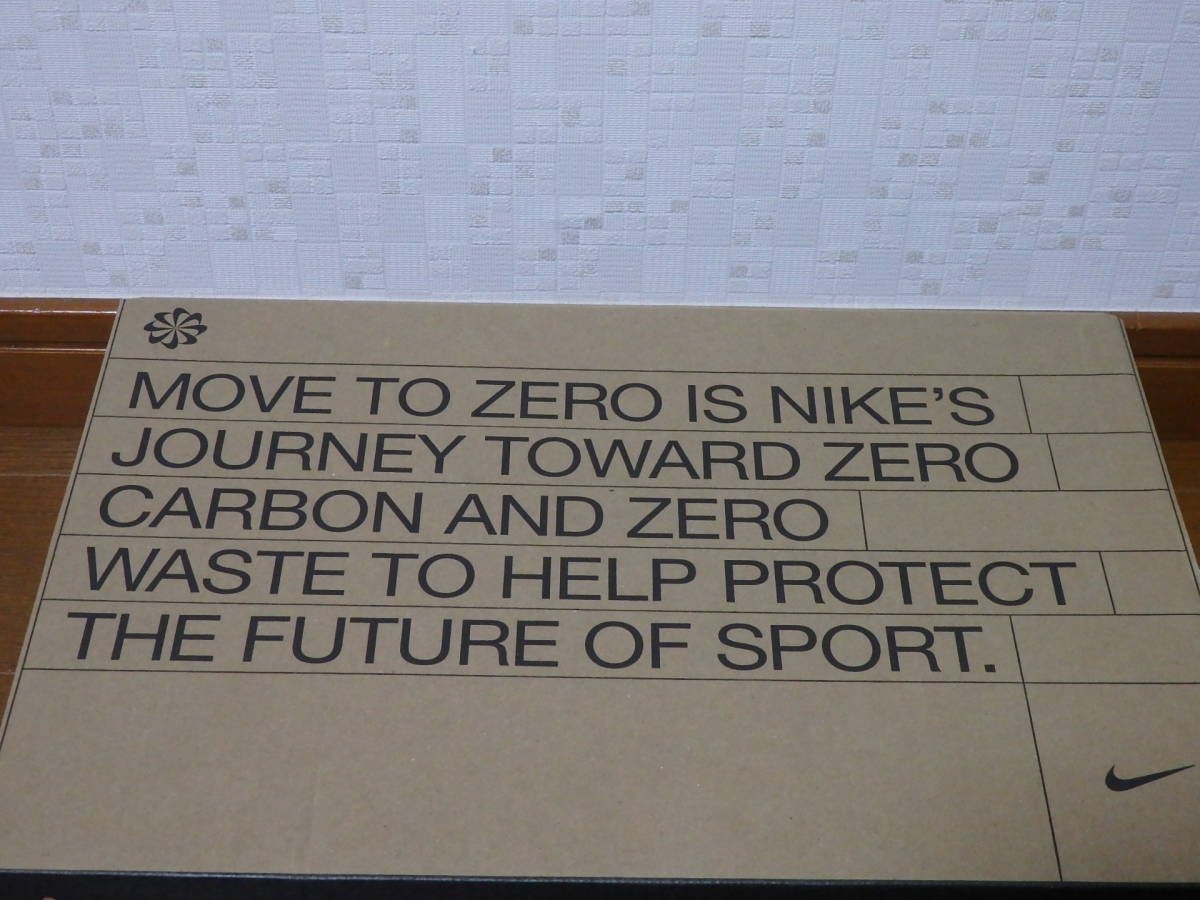 MOVE TO ZERO IS NIKE'S
JOURNEY TOWARD ZERO
CARBON AND ZERO
WASTE TO HELP PROTECT
THE FUTURE OF SPORT.